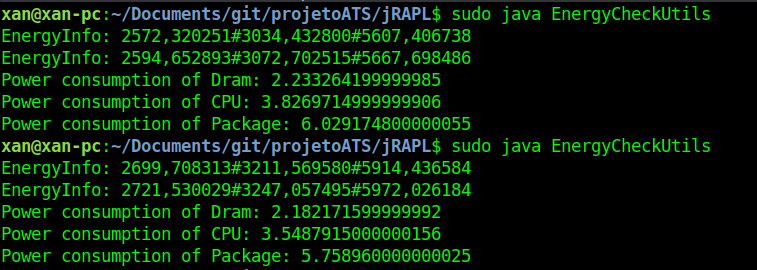 xan@xan-pc:~/Documents/git/projetoATS/jRAPL$ sudo java EnergyCheckUtils
EnergyInfo: 2572,320251#3034,432800#5607,406738
EnergyInfo: 2594,652893#3072,702515#5667,698486
Power consumption of Dram: 2.233264199999985
Power consumption of CPU: 3.8269714999999906
Power consumption of Package: 6.029174800000055
xan@xan-pc:~/Documents/git/projetoATS/jRAPL$ sudo java EnergyCheckUtils
EnergyInfo: 2699,708313#3211,569580#5914,436584
EnergyInfo: 2721,530029#3247,057495#5972,026184
Power consumption of Dram: 2.182171599999992
Power consumption of CPU: 3.5487915000000156
Power consumption of Package: 5.758960000000025